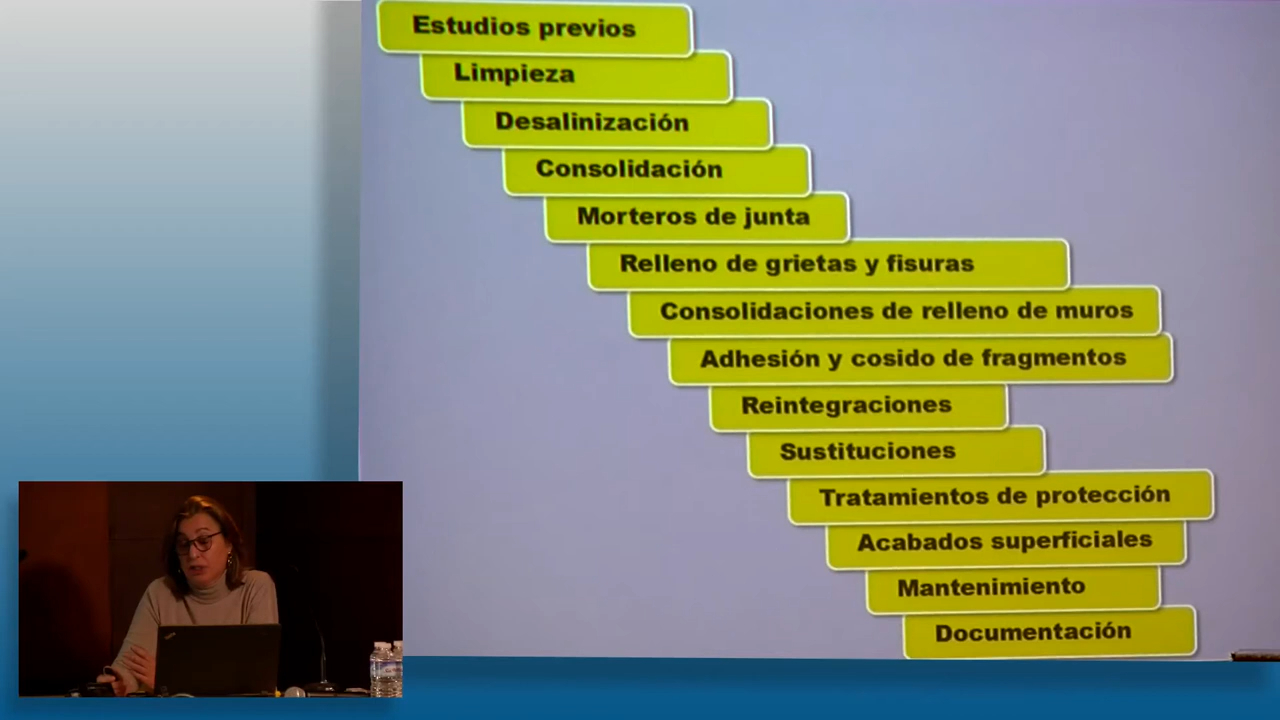 Estudios previos
Limpieza
Desalinización
Consolidación
Morteros de junta
Relleno de grietas y fisuras
Consolidaciones de relleno de muros
Adhesión y cosido de fragmentos
Reintegraciones
Sustituciones
Tratamientos de protección
Acabados superficiales
Mantenimiento
Documentación